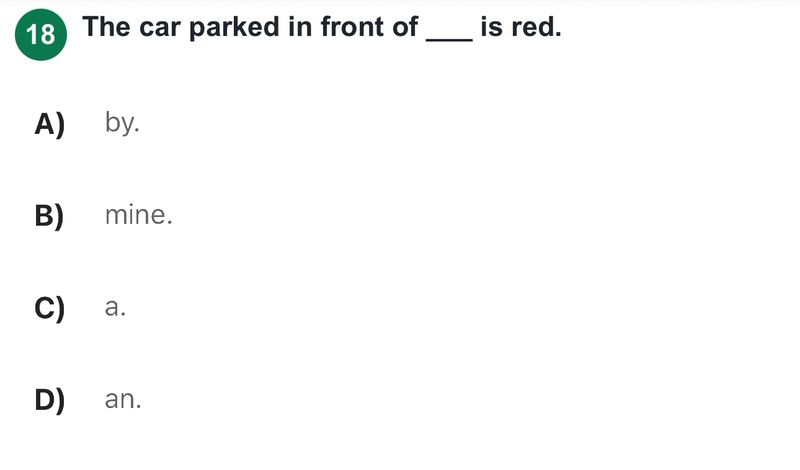 18 The car parked in front of ___ is red.
A) by.
B) mine.
C) a.
D) an.